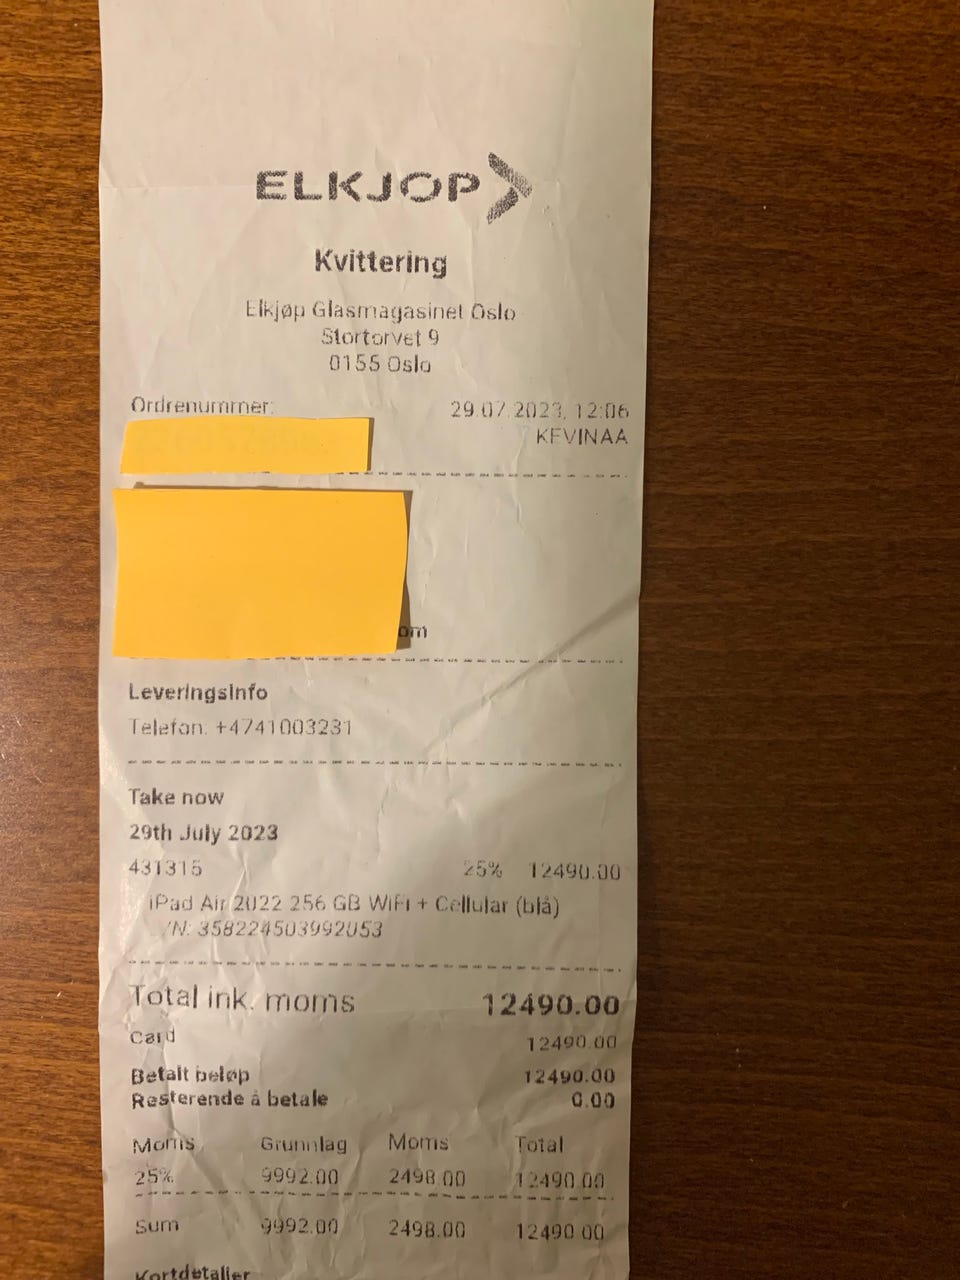 ELKJØP
Kvittering
Elkjøp Glasmagasinet Oslo
Stortorvet 9
0155 Oslo
Ordrenummer:
29.07.2023, 12:06
KEVINAA
om
Leveringsinfo
Telefon: +4741003231
Take now
29th July 2023
431315 25% 12490.00
iPad Air 2022 256 GB WiFi + Cellular (blå)
/N: 358224503992053
Total ink. moms 12490.00
Card 12490.00
Betalt beløp 12490.00
Resterende å betale 0.00
Moms Grunnlag Moms Total
25% 9992.00 2498.00 12490.00
Sum 9992.00 2498.00 12490.00
Kortdetaljer